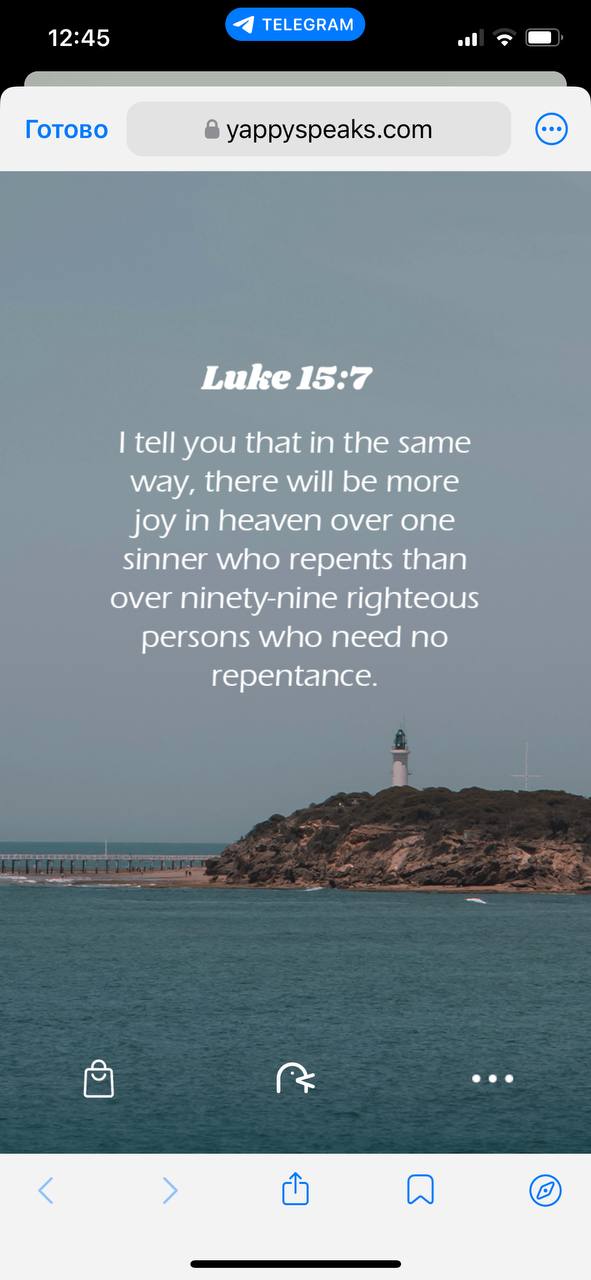 12:45
TELEGRAM
Готово
yappyspeaks.com
Luke 15:7
I tell you that in the same
way, there will be more
joy in heaven over one
sinner who repents than
over ninety-nine righteous
persons who need no
repentance.